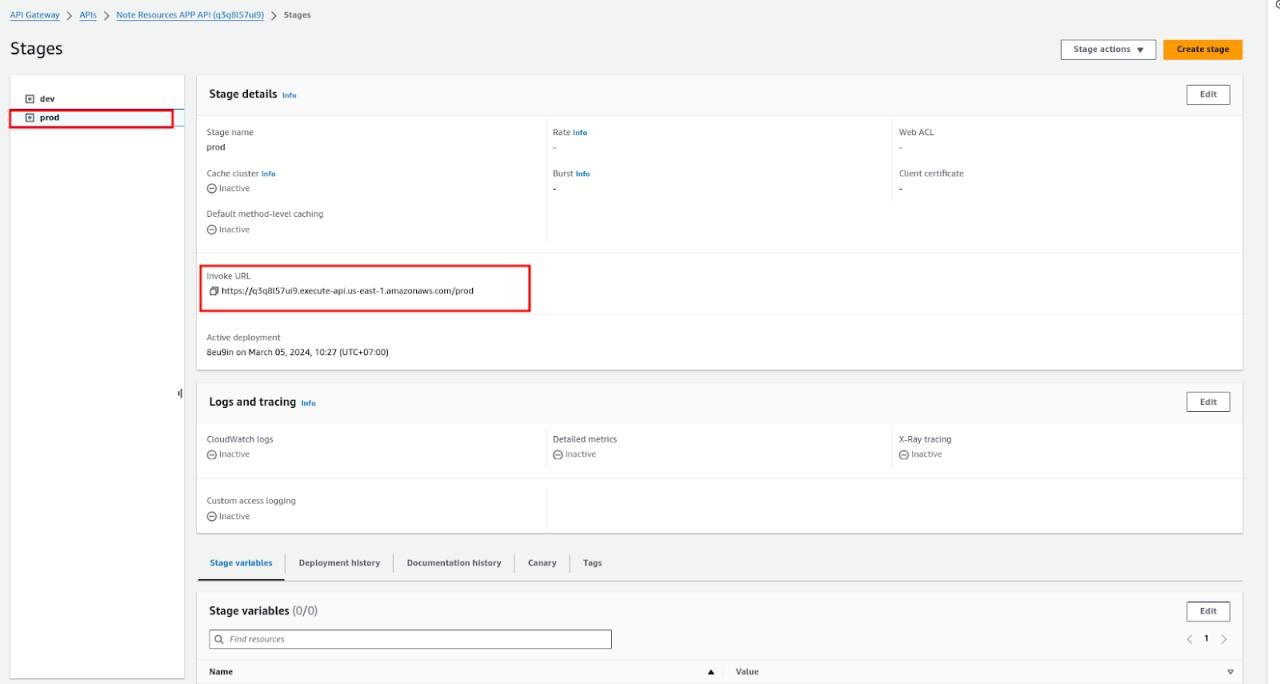 API Gateway > APIs > Note Resources APP API (q3q8l57ui9) > Stages
Stages
Stage actions ▼
Create stage
dev
prod
Stage details Info
Edit
Stage name
prod
Rate Info
-
Web ACL
-
Cache cluster Info
Inactive
Burst Info
-
Client certificate
-
Default method-level caching
Inactive
Invoke URL
https://q3q8l57ui9.execute-api.us-east-1.amazonaws.com/prod
Active deployment
8eu9in on March 05, 2024, 10:27 (UTC+07:00)
Logs and tracing Info
Edit
CloudWatch logs
Inactive
Detailed metrics
Inactive
X-Ray tracing
Inactive
Custom access logging
Inactive
Stage variables
Deployment history
Documentation history
Canary
Tags
Stage variables (0/0)
Edit
Find resources
< 1 >
Name
Value